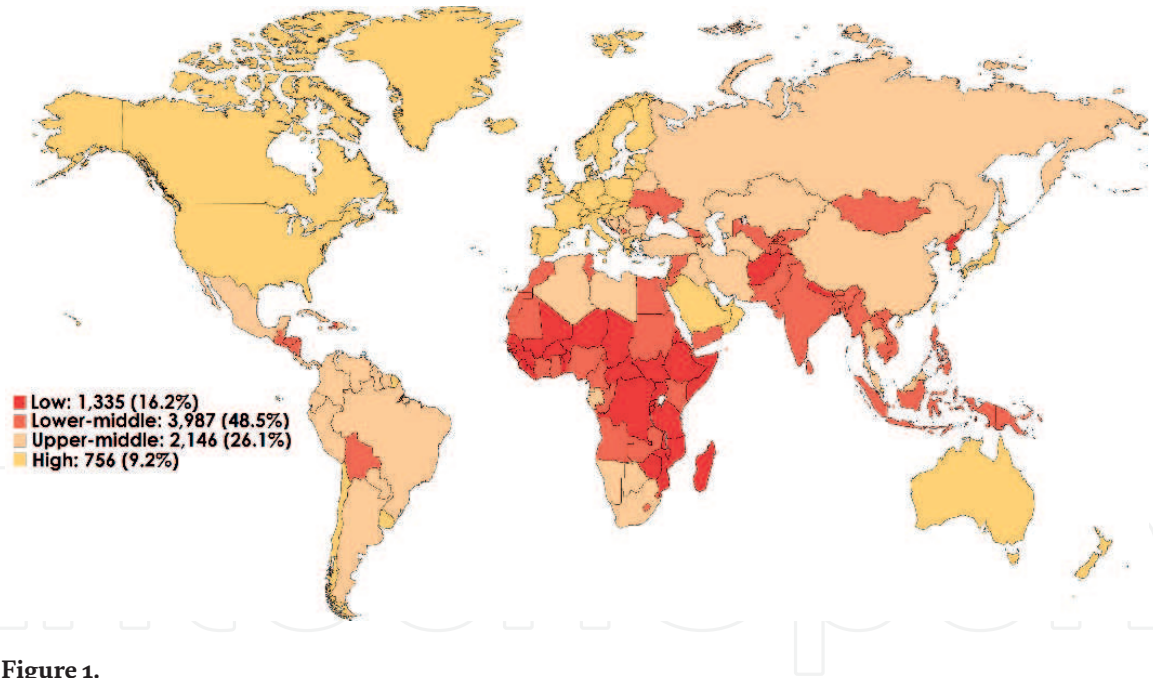 Low: 1,335 (16.2%)
Lower-middle: 3,987 (48.5%)
Upper-middle: 2,146 (26.1%)
High: 756 (9.2%)
Figure 1.